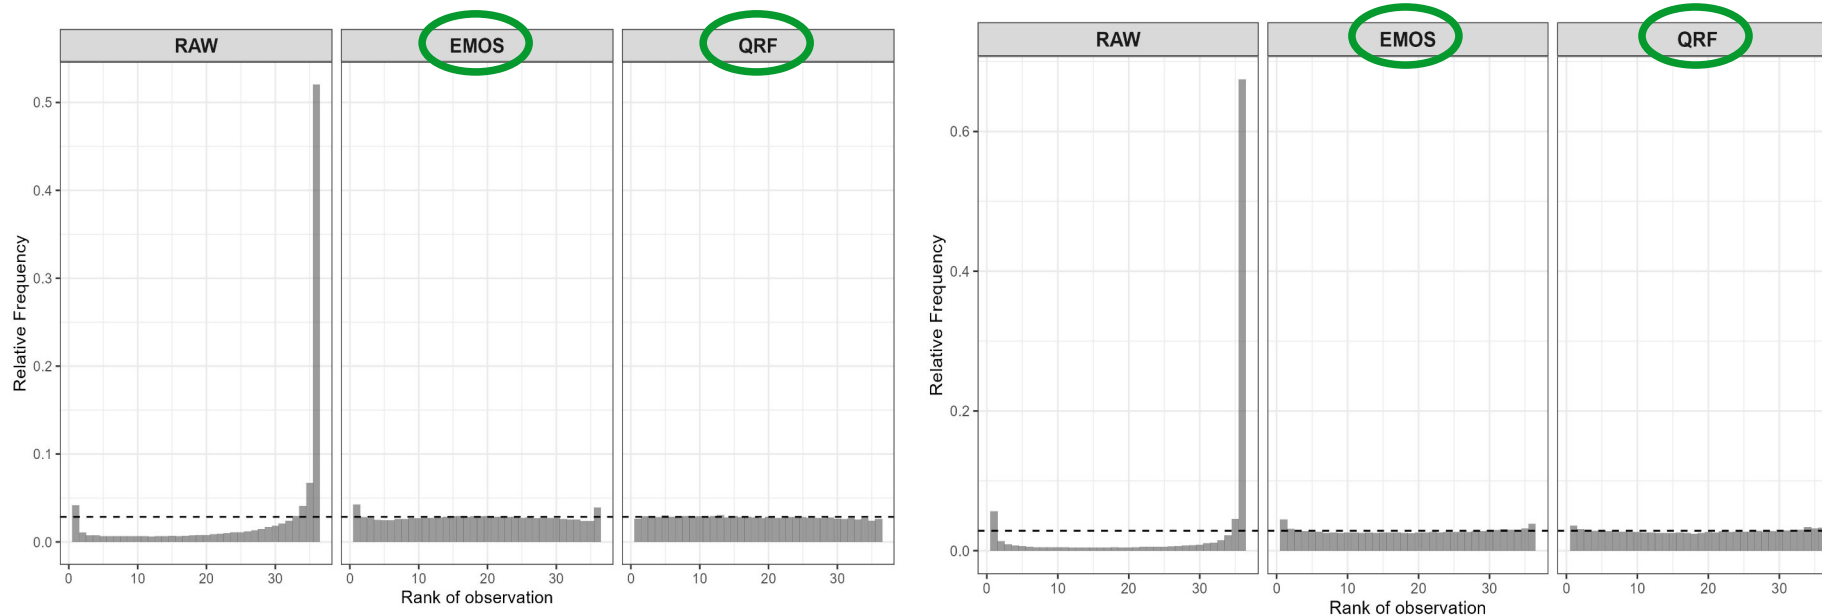 RAW EMOS QRF
0.5
0.4
0.3
0.2
0.1
0.0
Relative Frequency
0 10 20 30 0 10 20 30 0 10 20 30
Rank of observation
RAW EMOS QRF
0.6
0.4
0.2
0.0
Relative Frequency
0 10 20 30 0 10 20 30 0 10 20 30
Rank of observation